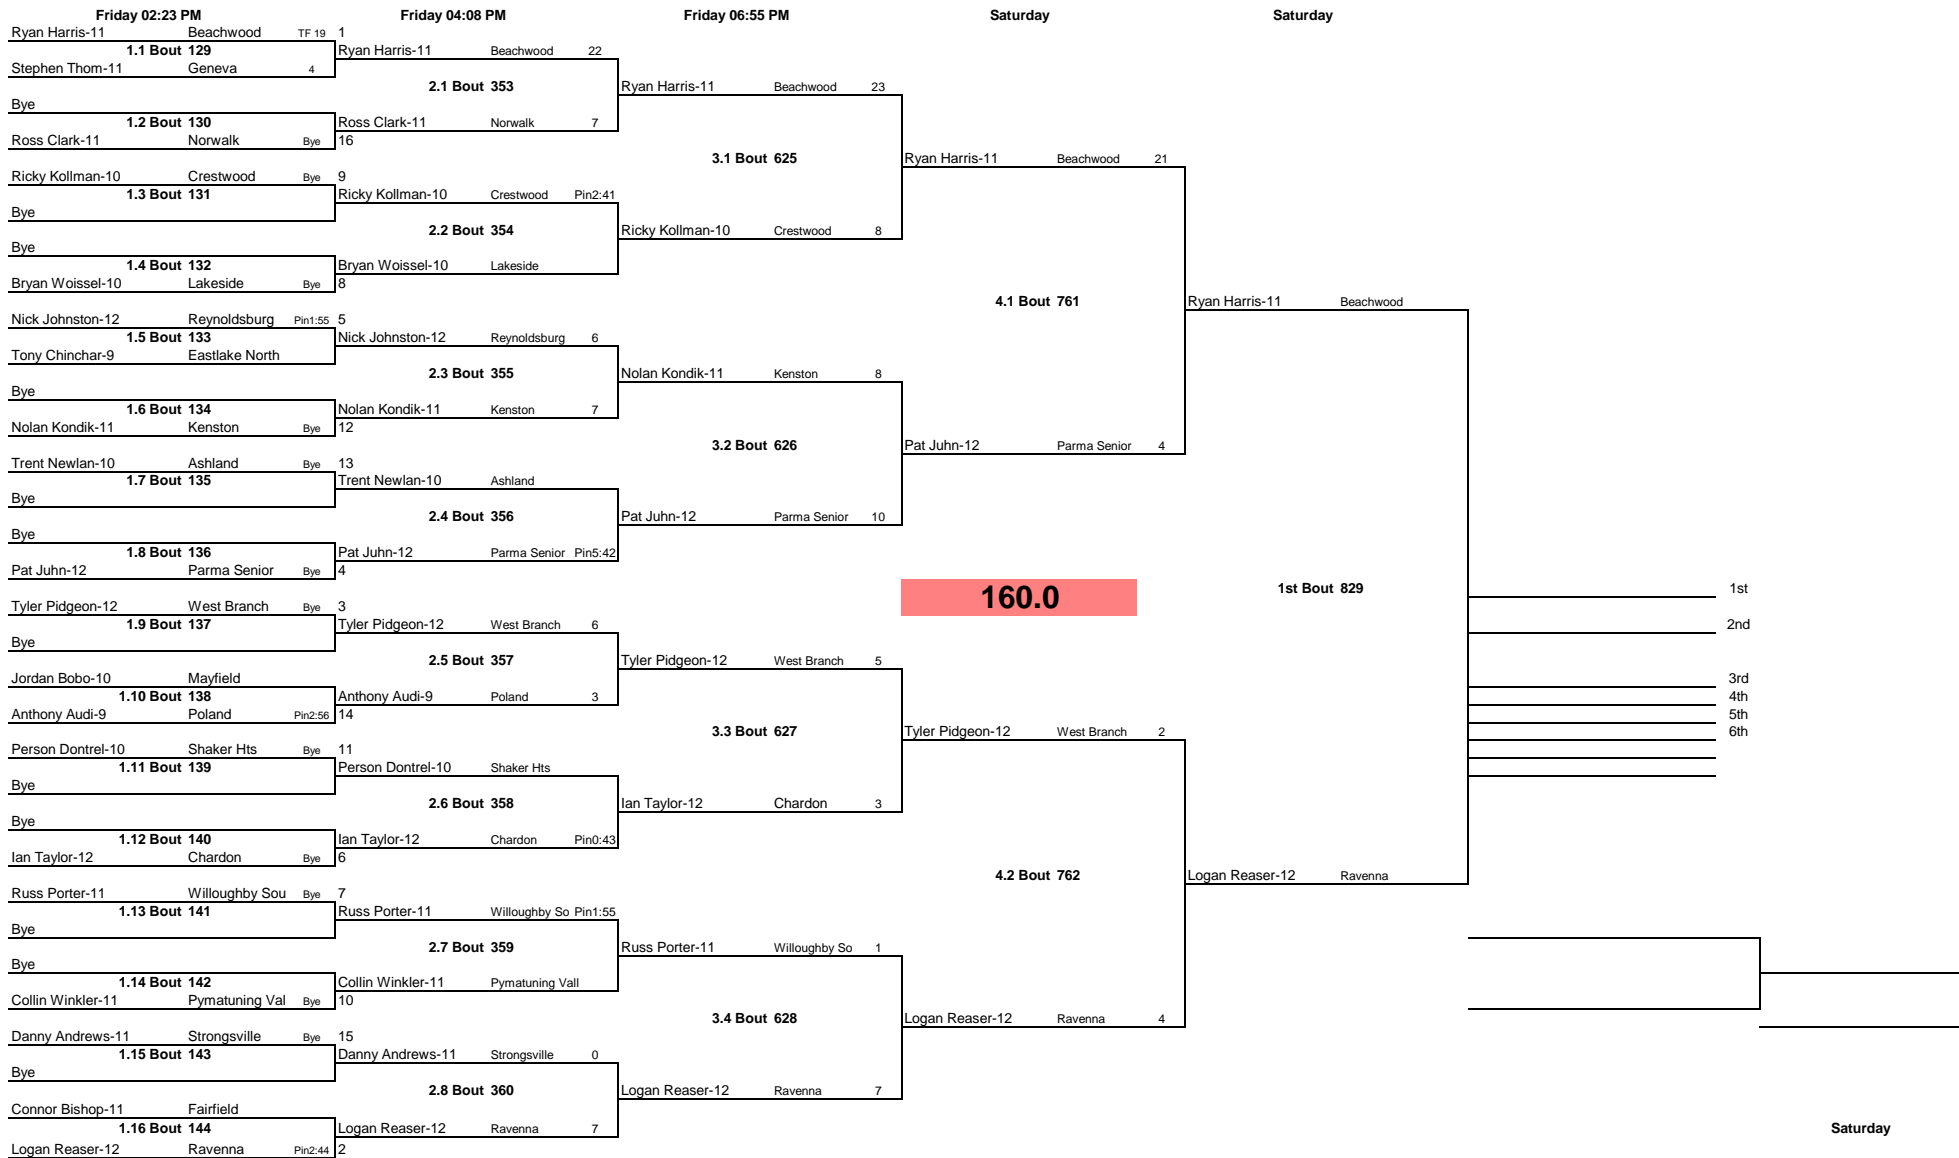 Friday 02:23 PM Friday 04:08 PM Friday 06:55 PM Saturday Saturday
Ryan Harris-11 Beachwood TF 19 1
1.1 Bout 129 Ryan Harris-11 Beachwood 22
Stephen Thom-11 Geneva 4
2.1 Bout 353 Ryan Harris-11 Beachwood 23
Bye
1.2 Bout 130 Ross Clark-11 Norwalk 7
Ross Clark-11 Norwalk Bye 16
3.1 Bout 625 Ryan Harris-11 Beachwood 21
Ricky Kollman-10 Crestwood Bye 9
1.3 Bout 131 Ricky Kollman-10 Crestwood Pin2:41
Bye
2.2 Bout 354 Ricky Kollman-10 Crestwood 8
Bye
1.4 Bout 132 Bryan Woissel-10 Lakeside
Bryan Woissel-10 Lakeside Bye 8
4.1 Bout 761 Ryan Harris-11 Beachwood
Nick Johnston-12 Reynoldsburg Pin1:55 5
1.5 Bout 133 Nick Johnston-12 Reynoldsburg 6
Tony Chinchar-9 Eastlake North
2.3 Bout 355 Nolan Kondik-11 Kenston 8
Bye
1.6 Bout 134 Nolan Kondik-11 Kenston 7
Nolan Kondik-11 Kenston Bye 12
3.2 Bout 626 Pat Juhn-12 Parma Senior 4
Trent Newlan-10 Ashland Bye 13
1.7 Bout 135 Trent Newlan-10 Ashland
Bye
2.4 Bout 356 Pat Juhn-12 Parma Senior 10
Bye
1.8 Bout 136 Pat Juhn-12 Parma Senior Pin5:42
Pat Juhn-12 Parma Senior Bye 4
160.0 1st Bout 829 1st
Tyler Pidgeon-12 West Branch Bye 3
1.9 Bout 137 Tyler Pidgeon-12 West Branch 6 2nd
Bye
2.5 Bout 357 Tyler Pidgeon-12 West Branch 5
Jordan Bobo-10 Mayfield 3rd
1.10 Bout 138 Anthony Audi-9 Poland 3 4th
Anthony Audi-9 Poland Pin2:56 14 5th
3.3 Bout 627 Tyler Pidgeon-12 West Branch 2 6th
Person Dontrel-10 Shaker Hts Bye 11
1.11 Bout 139 Person Dontrel-10 Shaker Hts
Bye
2.6 Bout 358 Ian Taylor-12 Chardon 3
Bye
1.12 Bout 140 Ian Taylor-12 Chardon Pin0:43
Ian Taylor-12 Chardon Bye 6
4.2 Bout 762 Logan Reaser-12 Ravenna
Russ Porter-11 Willoughby Sou Bye 7
1.13 Bout 141 Russ Porter-11 Willoughby So Pin1:55
Bye
2.7 Bout 359 Russ Porter-11 Willoughby So 1
Bye
1.14 Bout 142 Collin Winkler-11 Pymatuning Vall
Collin Winkler-11 Pymatuning Val Bye 10
3.4 Bout 628 Logan Reaser-12 Ravenna 4
Danny Andrews-11 Strongsville Bye 15
1.15 Bout 143 Danny Andrews-11 Strongsville 0
Bye
2.8 Bout 360 Logan Reaser-12 Ravenna 7
Connor Bishop-11 Fairfield
1.16 Bout 144 Logan Reaser-12 Ravenna 7 Saturday
Logan Reaser-12 Ravenna Pin2:44 2